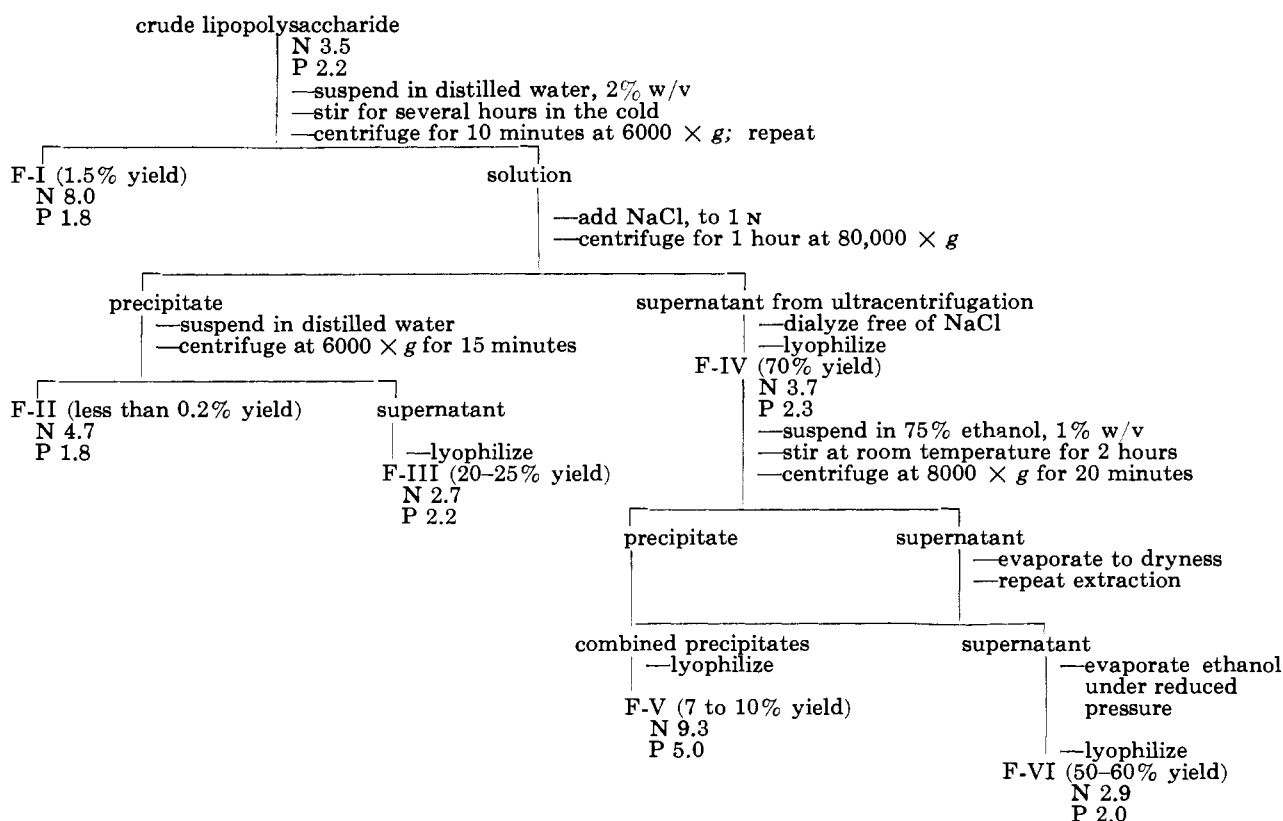 crude lipopolysaccharide
N 3.5
P 2.2
—suspend in distilled water, 2% w/v
—stir for several hours in the cold
—centrifuge for 10 minutes at 6000 × g; repeat
F-I (1.5% yield)
N 8.0
P 1.8
solution
—add NaCl, to 1 N
—centrifuge for 1 hour at 80,000 × g
precipitate
—suspend in distilled water
—centrifuge at 6000 × g for 15 minutes
supernatant from ultracentrifugation
—dialyze free of NaCl
—lyophilize
F-IV (70% yield)
N 3.7
P 2.3
—suspend in 75% ethanol, 1% w/v
—stir at room temperature for 2 hours
—centrifuge at 8000 × g for 20 minutes
F-II (less than 0.2% yield)
N 4.7
P 1.8
supernatant
—lyophilize
F-III (20–25% yield)
N 2.7
P 2.2
precipitate
supernatant
—evaporate to dryness
—repeat extraction
combined precipitates
—lyophilize
F-V (7 to 10% yield)
N 9.3
P 5.0
supernatant
—evaporate ethanol
under reduced
pressure
—lyophilize
F-VI (50–60% yield)
N 2.9
P 2.0